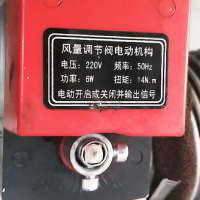 风量调节阀电动机构
电压：220V 频率：50Hz
功率：6W 扭矩：14N.m
电动开启或关闭并输出信号